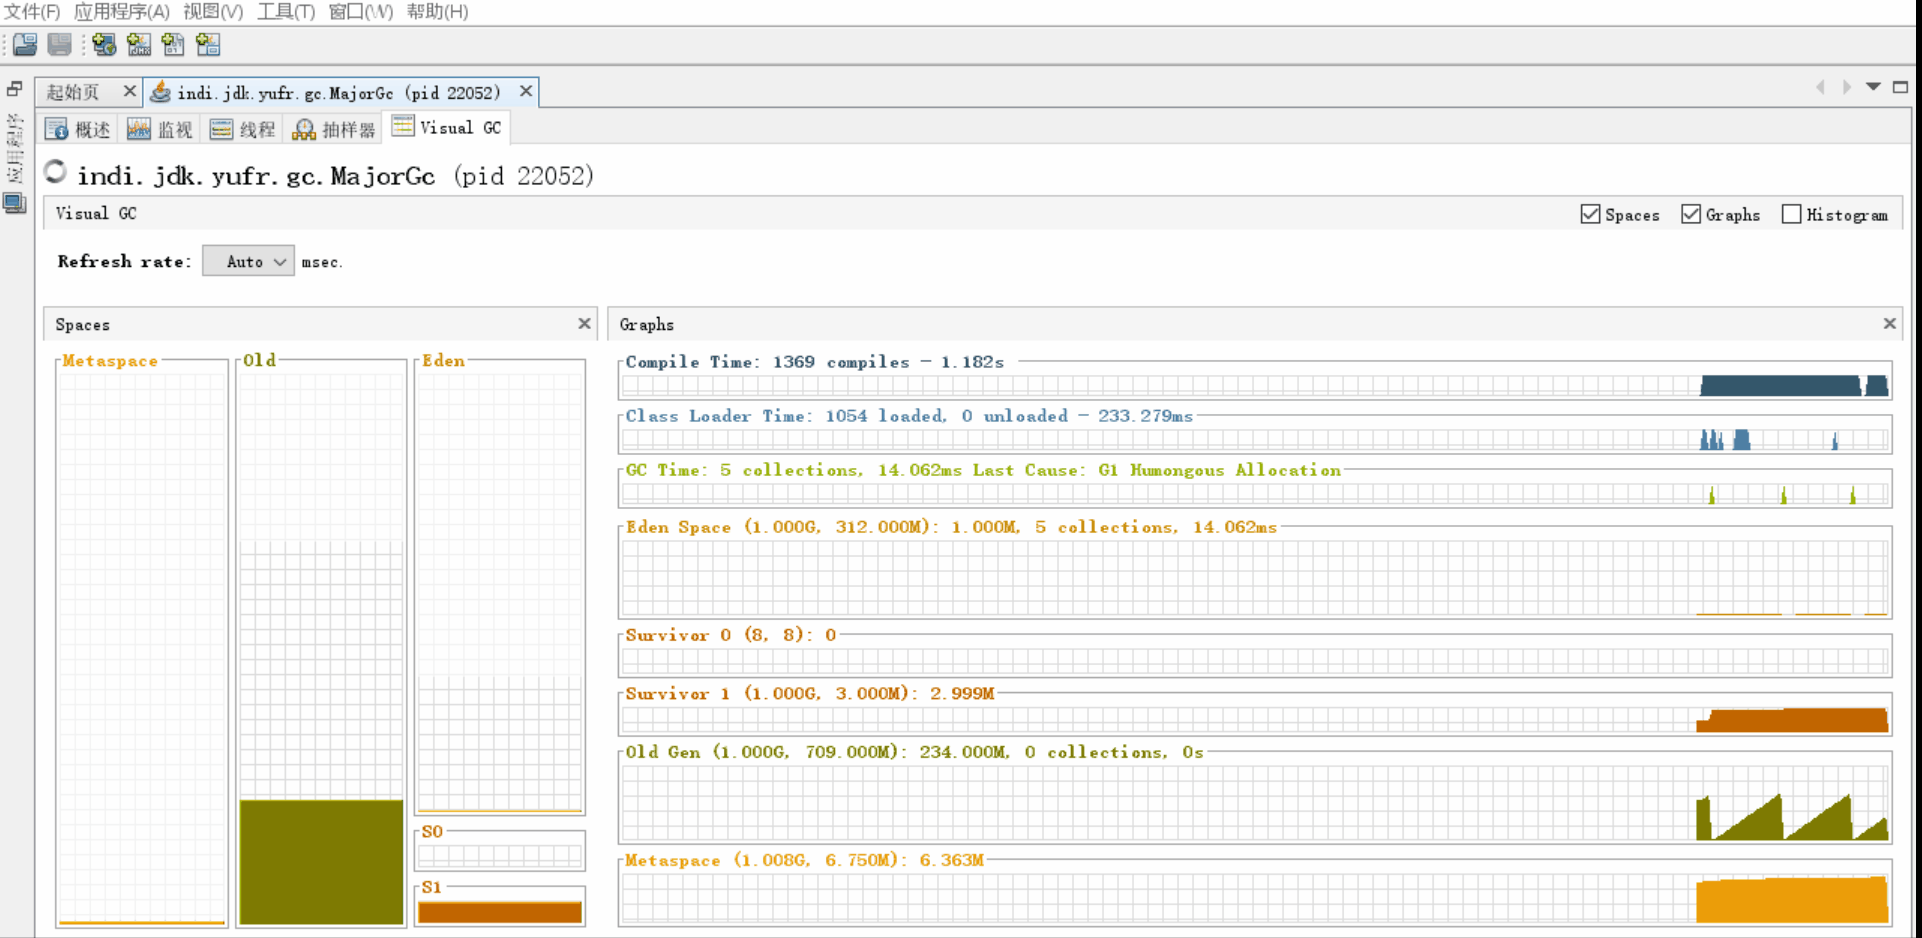 文件(F) 应用程序(A) 视图(V) 工具(T) 窗口(W) 帮助(H)
起始页 indi.jdk.yufr.gc.MajorGc (pid 22052)
应用程序
概述 监视 线程 抽样器 Visual GC
indi.jdk.yufr.gc.MajorGc (pid 22052)
Visual GC Spaces Graphs Histogram
Refresh rate: Auto msec.
Spaces
Metaspace Old Eden
S0
S1
Graphs
Compile Time: 1369 compiles - 1.182s
Class Loader Time: 1054 loaded, 0 unloaded - 233.279ms
GC Time: 5 collections, 14.062ms Last Cause: G1 Humongous Allocation
Eden Space (1.000G, 312.000M): 1.000M, 5 collections, 14.062ms
Survivor 0 (8, 8): 0
Survivor 1 (1.000G, 3.000M): 2.999M
Old Gen (1.000G, 709.000M): 234.000M, 0 collections, 0s
Metaspace (1.008G, 6.750M): 6.363M